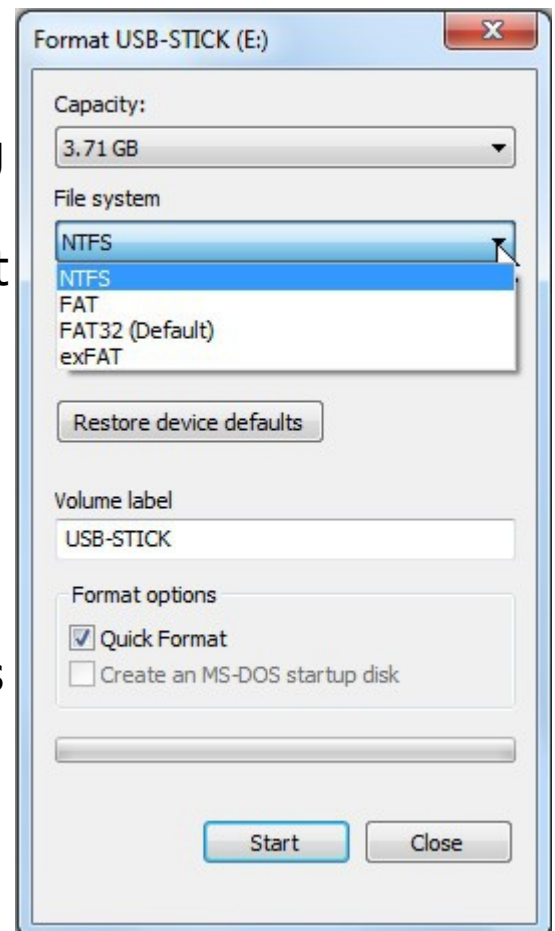 Format USB-STICK (E:)
Capacity:
3.71 GB
File system
NTFS
NTFS
FAT
FAT32 (Default)
exFAT
Restore device defaults
Volume label
USB-STICK
Format options
Quick Format
Create an MS-DOS startup disk
Start
Close